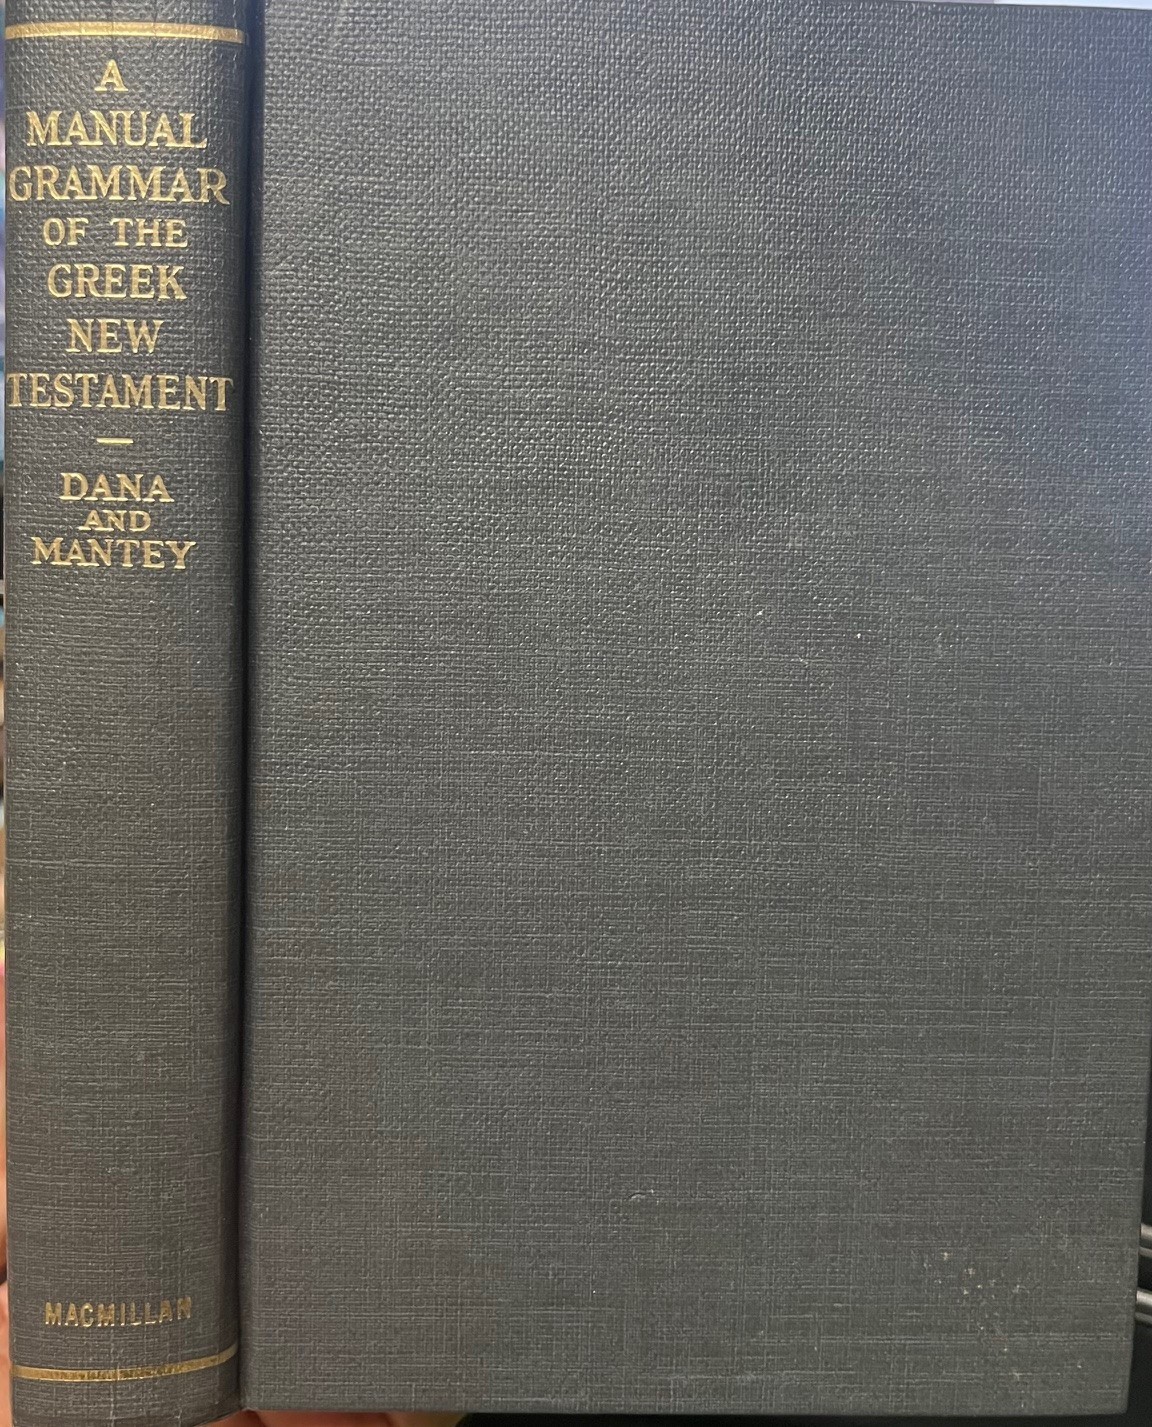 A
MANUAL
GRAMMAR
OF THE
GREEK
NEW
TESTAMENT
DANA
AND
MANTEY
MACMILLAN